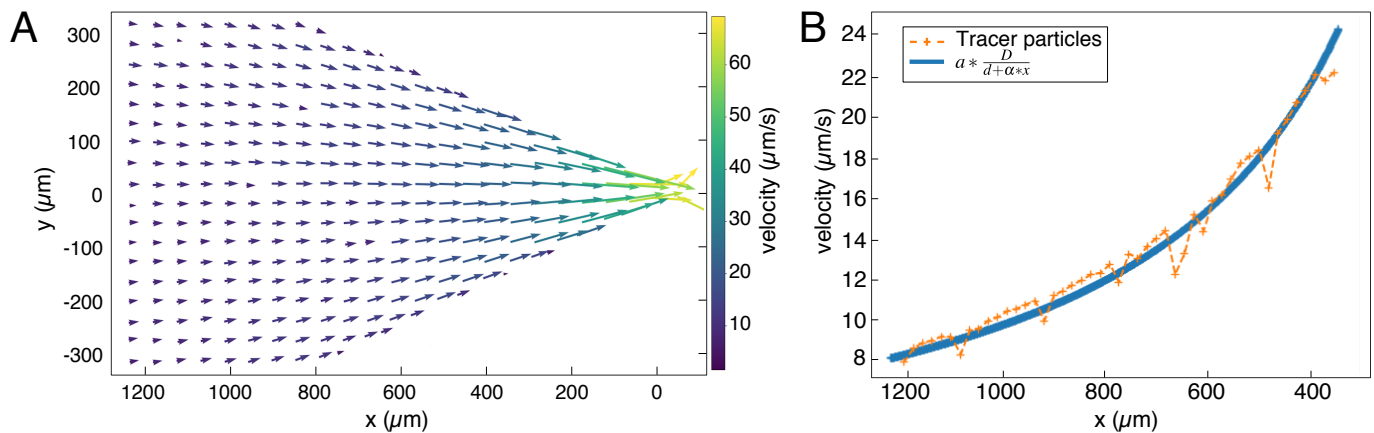 A
300
200
100
0
-100
-200
-300
y (µm)
1200 1000 800 600 400 200 0
x (µm)
60
50
40
30
20
10
velocity (µm/s)
B
24
22
20
18
16
14
12
10
8
velocity (µm/s)
Tracer particles
a * D/(d+α*x)
1200 1000 800 600 400
x (µm)